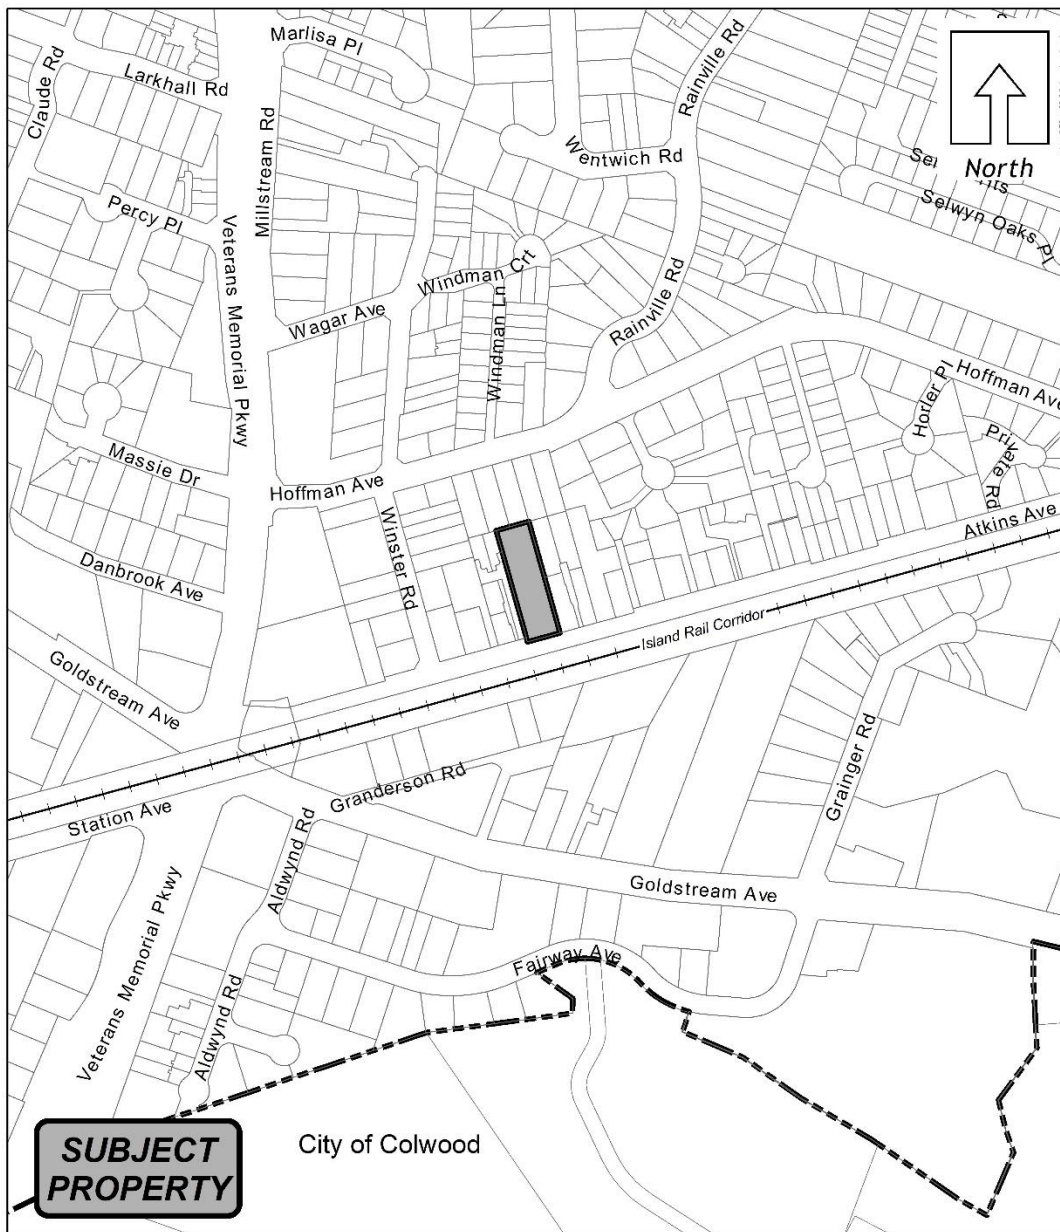 Marlisa Pl
Larkhall Rd
Claude Rd
Rainville Rd
Millstream Rd
Wentwich Rd
North
Selwyn Oaks Pl
Percy Pl
Veterans Memorial Pkwy
Windman Crt
Wagar Ave
Windman Ln
Rainville Rd
Hoffman Ave
Horler Pl
Private Rd
Massie Dr
Hoffman Ave
Winster Rd
Atkins Ave
Danbrook Ave
Island Rail Corridor
Goldstream Ave
Grainger Rd
Granderson Rd
Station Ave
Aldwynd Rd
Goldstream Ave
Veterans Memorial Pkwy
Fairway Ave
Aldwynd Rd
City of Colwood
SUBJECT
PROPERTY